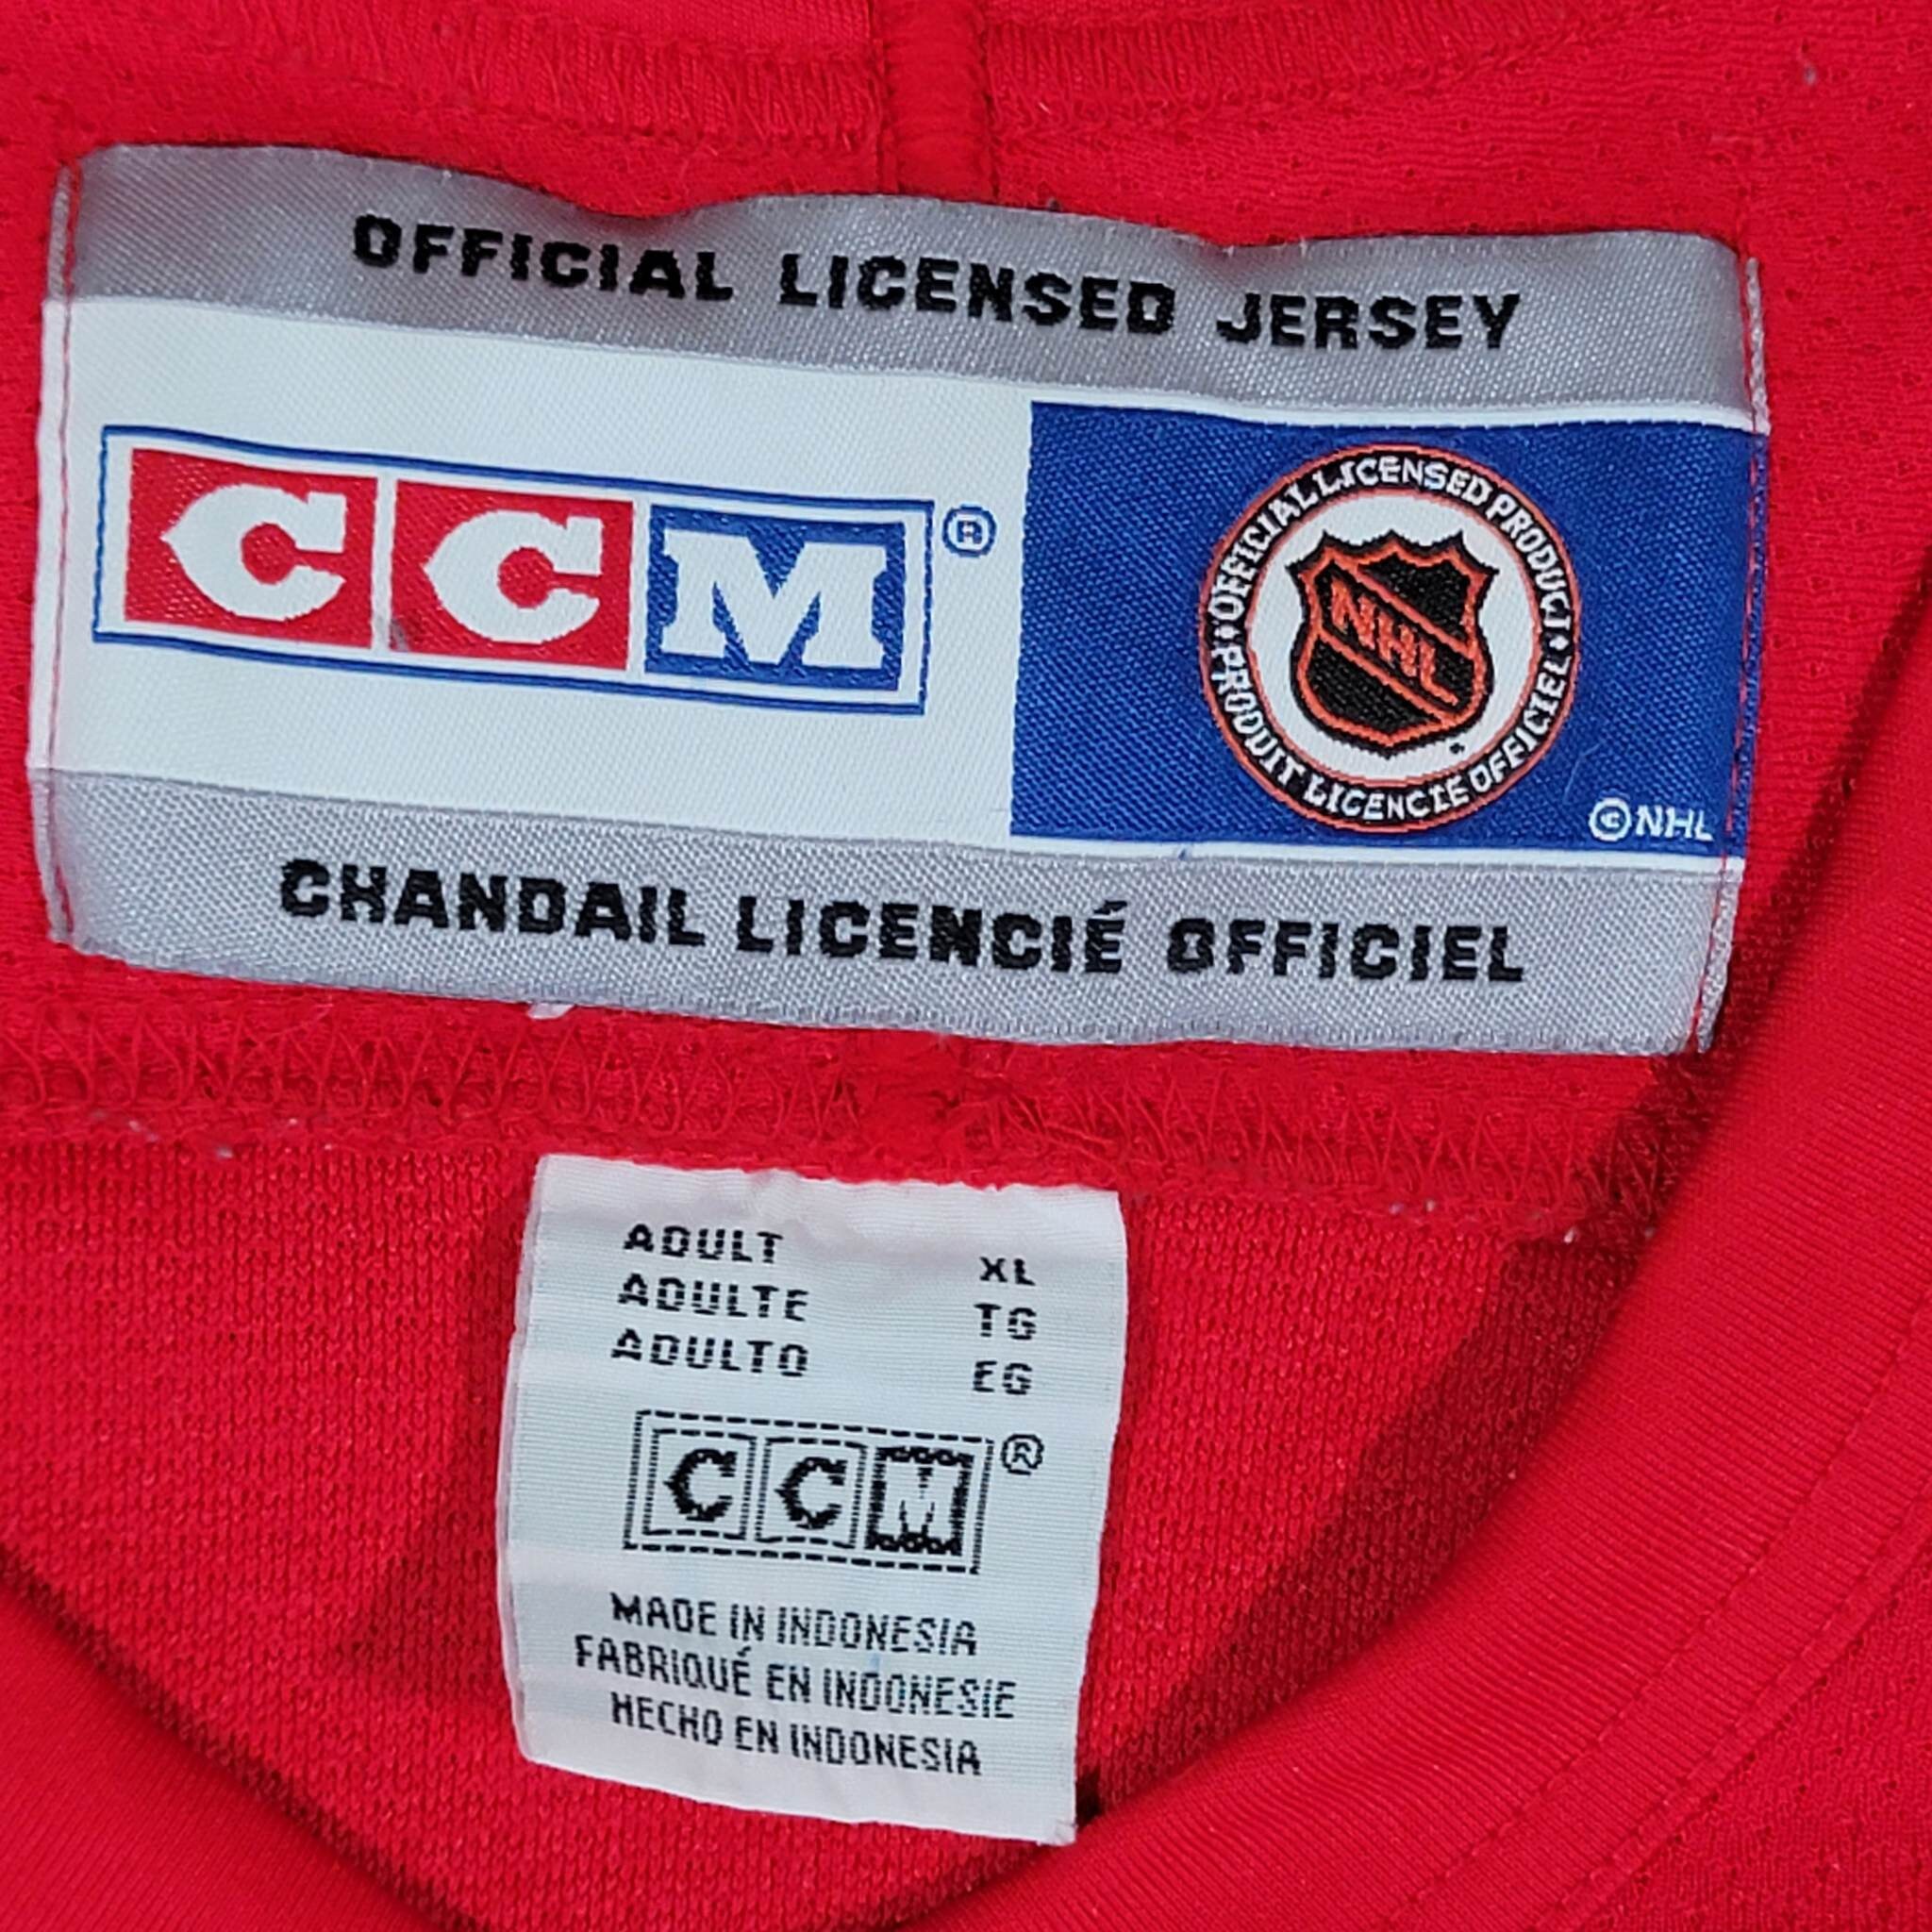 OFFICIAL LICENSED JERSEY
CCM®
OFFICIAL LICENSED PRODUCT
NHL
PRODUIT LICENCIÉ OFFICIEL
©NHL
CHANDAIL LICENCIÉ OFFICIEL
ADULT XL
ADULTE TG
ADULTO EG
CCM®
MADE IN INDONESIA
FABRIQUÉ EN INDONESIE
HECHO EN INDONESIA